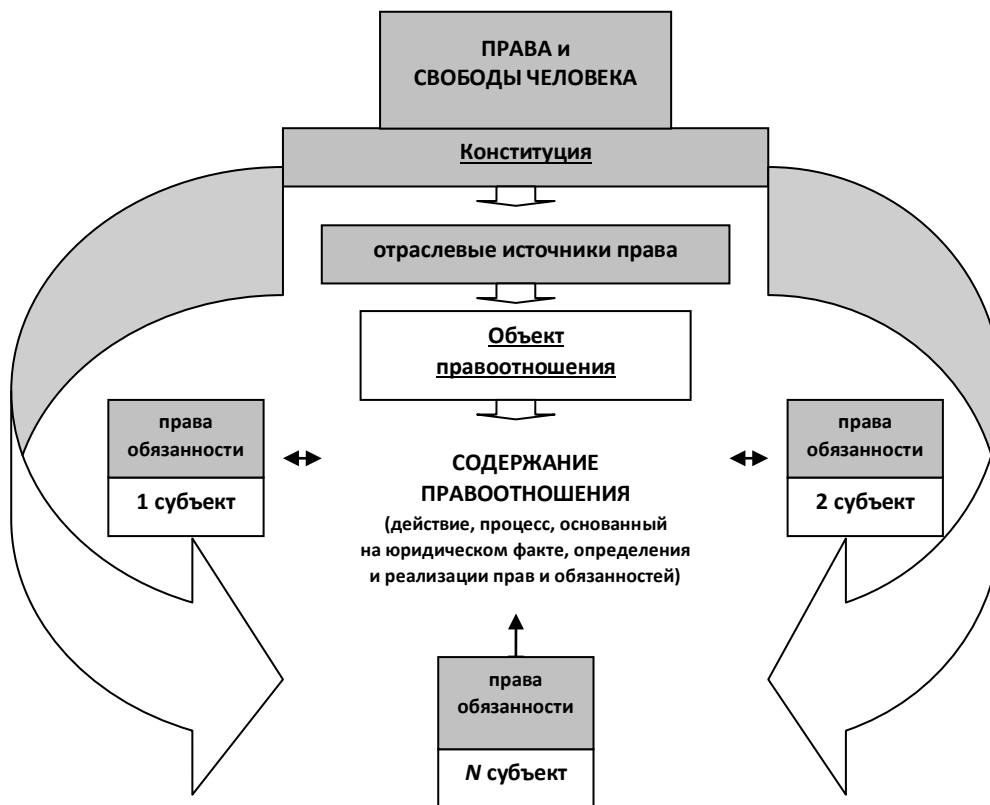 ПРАВА и
СВОБОДЫ ЧЕЛОВЕКА
Конституция
отраслевые источники права
Объект
правоотношения
права
обязанности
1 субъект
СОДЕРЖАНИЕ
ПРАВООТНОШЕНИЯ
(действие, процесс, основанный
на юридическом факте, определения
и реализации прав и обязанностей)
права
обязанности
2 субъект
права
обязанности
N субъект